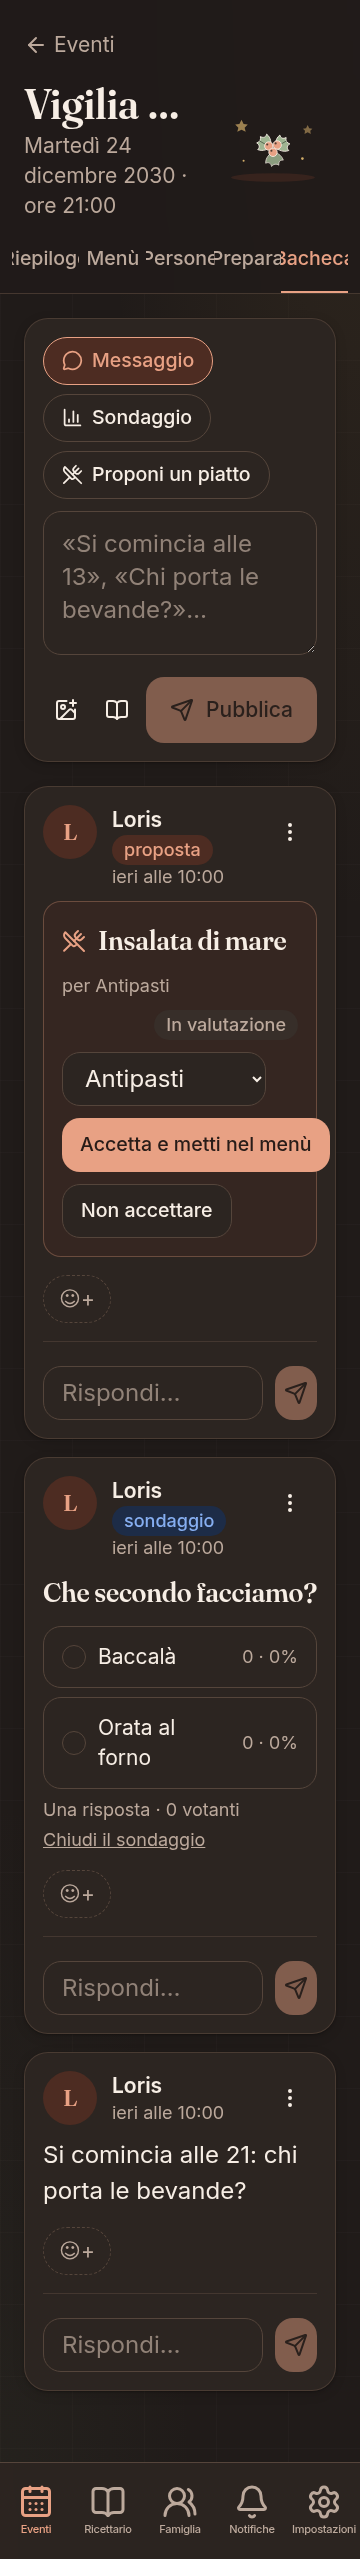 Eventi
Vigilia ...
Martedì 24
dicembre 2030 ·
ore 21:00
Riepilog Menù Persone Prepara Bacheca
Messaggio
Sondaggio
Proponi un piatto
«Si comincia alle
13», «Chi porta le
bevande?»...
Pubblica
L Loris
proposta
ieri alle 10:00
Insalata di mare
per Antipasti
In valutazione
Antipasti
Accetta e metti nel menù
Non accettare
+
Rispondi...
L Loris
sondaggio
ieri alle 10:00
Che secondo facciamo?
Baccalà 0 · 0%
Orata al
forno
0 · 0%
Una risposta · 0 votanti
Chiudi il sondaggio
+
Rispondi...
L Loris
ieri alle 10:00
Si comincia alle 21: chi
porta le bevande?
+
Rispondi...
Eventi Ricettario Famiglia Notifiche Impostazioni